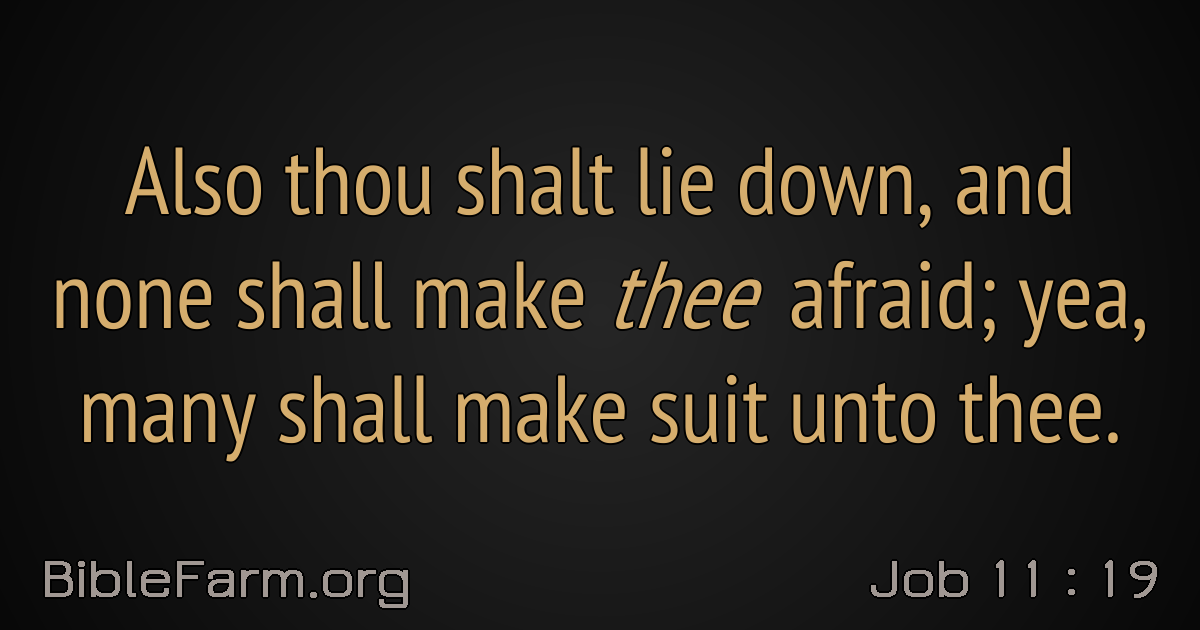 Also thou shalt lie down, and
none shall make thee afraid; yea,
many shall make suit unto thee.
BibleFarm.org
Job 11 : 19